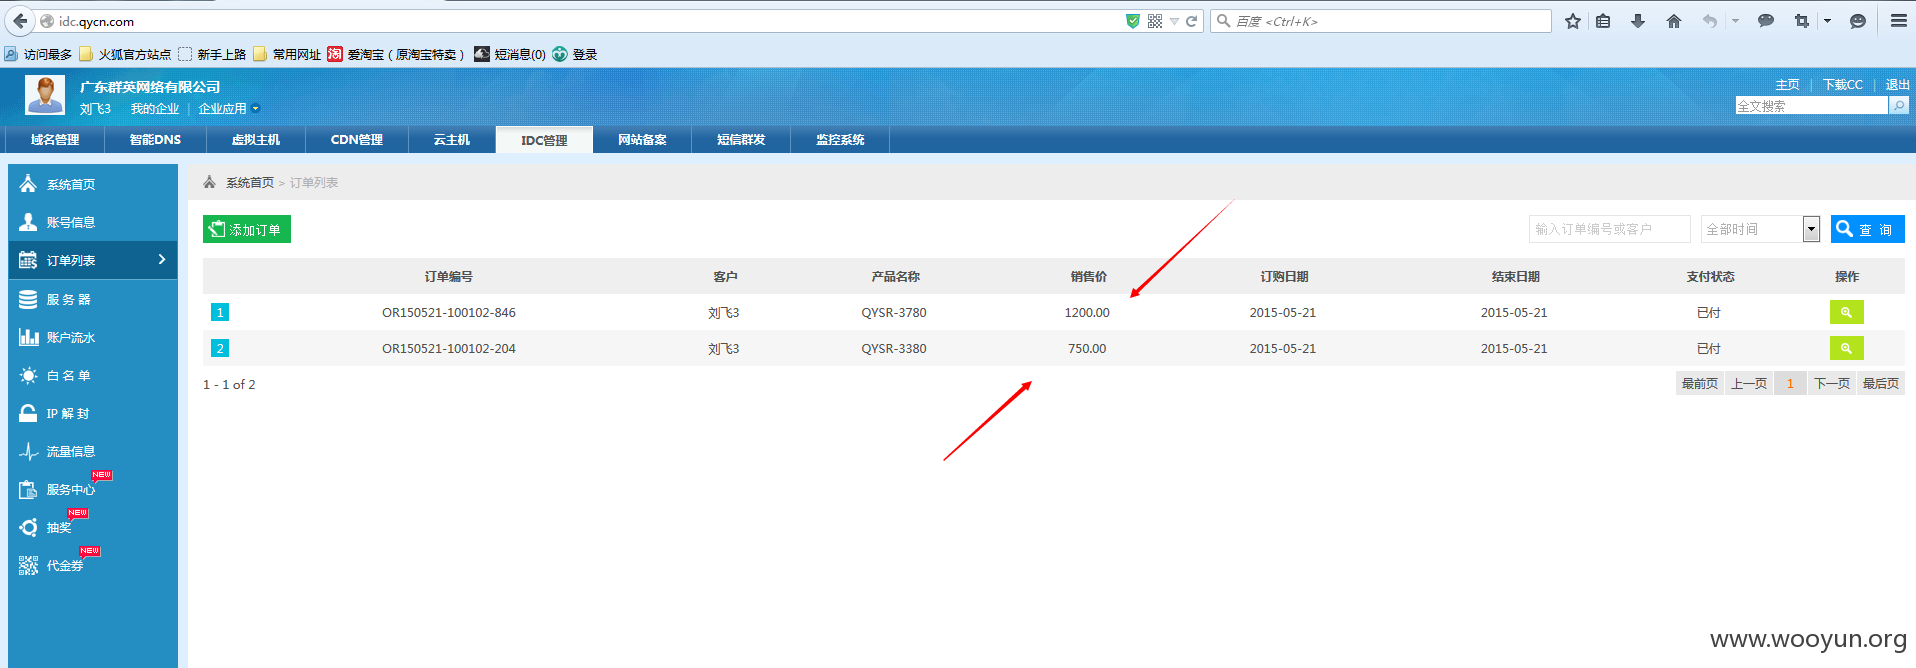 idc.qycn.com
百度 <Ctrl+K>
访问最多 火狐官方站点 新手上路 常用网址 淘 爱淘宝（原淘宝特卖） 短消息(0) 登录
广东群英网络有限公司
刘飞3 我的企业 | 企业应用
主页 | 下载CC | 退出
全文搜索
域名管理 智能DNS 虚拟主机 CDN管理 云主机 IDC管理 网站备案 短信群发 监控系统
系统首页
账号信息
订单列表
服 务 器
账户流水
白 名 单
IP 解 封
流量信息
服务中心 NEW
抽奖 NEW
代金券 NEW
系统首页 > 订单列表
添加订单 输入订单编号或客户 全部时间 查 询
订单编号 客户 产品名称 销售价 订购日期 结束日期 支付状态 操作
1 OR150521-100102-846 刘飞3 QYSR-3780 1200.00 2015-05-21 2015-05-21 已付
2 OR150521-100102-204 刘飞3 QYSR-3380 750.00 2015-05-21 2015-05-21 已付
1 - 1 of 2 最前页 上一页 1 下一页 最后页
www.wooyun.org